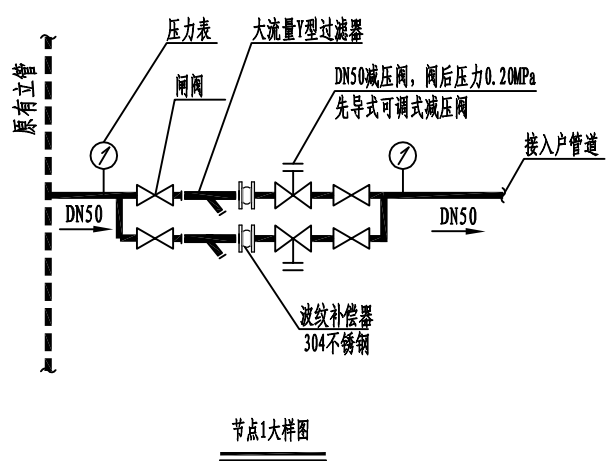 压力表
大流量Y型过滤器
闸阀
DN50减压阀, 阀后压力0.20MPa
先导式可调式减压阀
原有立管
接入户管道
DN50
DN50
波纹补偿器
304不锈钢
节点1大样图